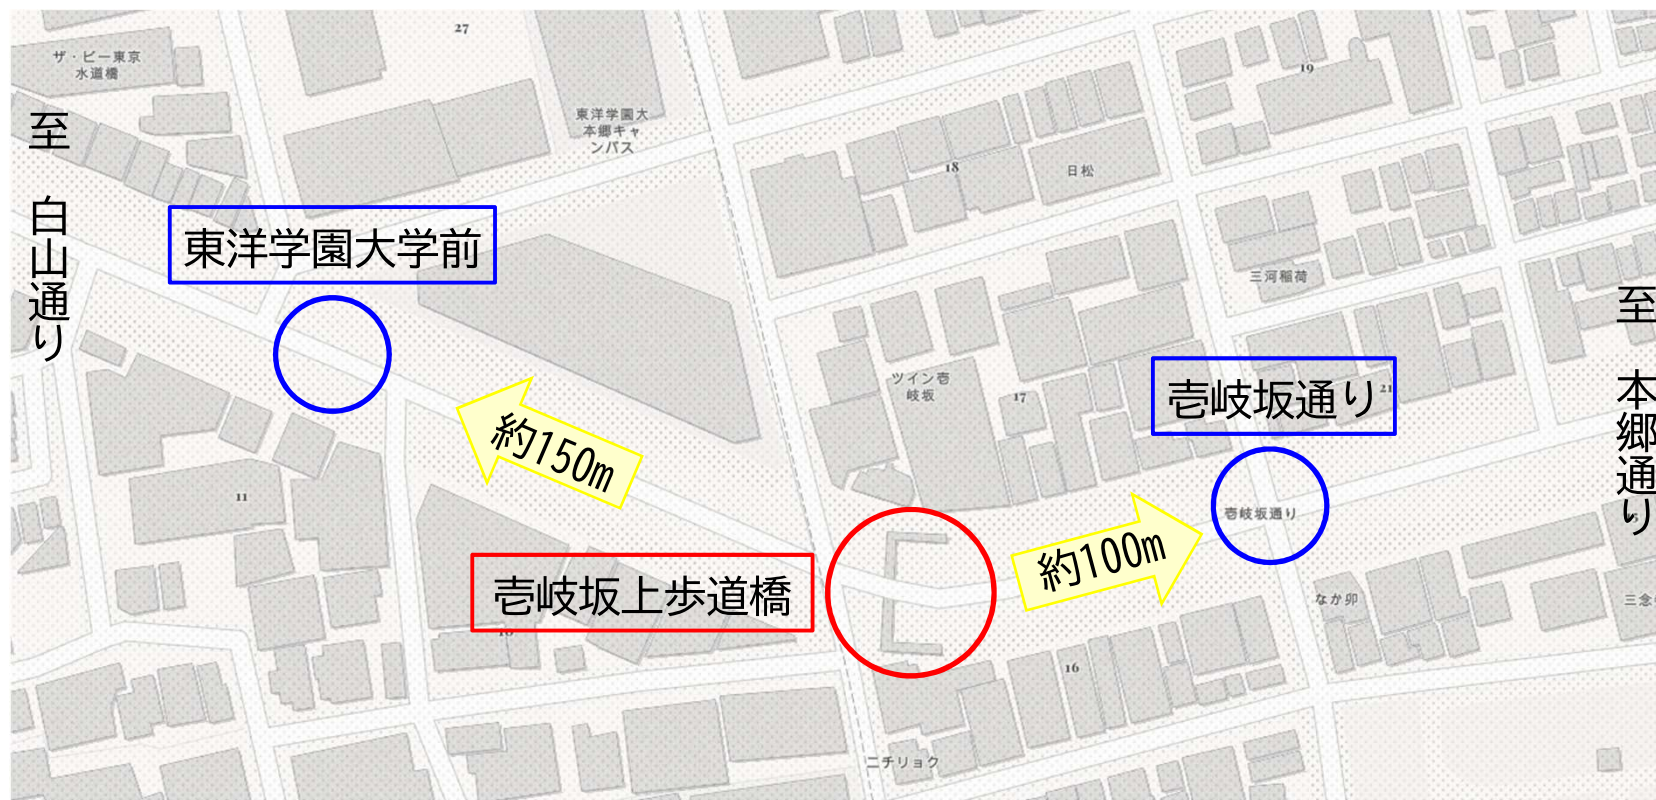 27
ザ・ビー東京
水道橋
19
東洋学園大
本郷キャ
ンパス
至 白山通り
18
日松
東洋学園大学前
三河稲荷
至 本郷通り
ツイン壱
岐坂
17
壱岐坂通り
21
約150m
11
壱岐坂通り
約100m
壱岐坂上歩道橋
なか卯
三念
16
ニチリョク